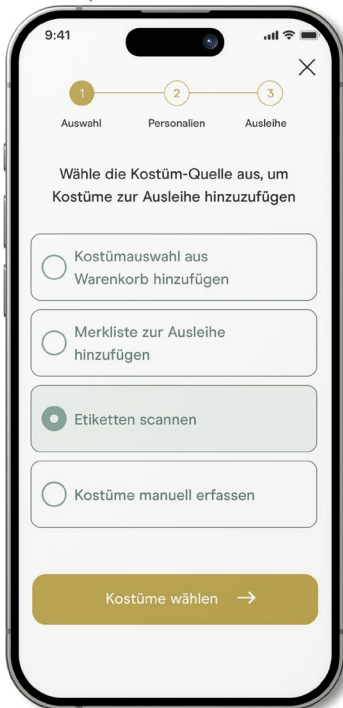 9:41
1 2 3
Auswahl Personalien Ausleihe
Wähle die Kostüm-Quelle aus, um
Kostüme zur Ausleihe hinzuzufügen
Kostümauswahl aus
Warenkorb hinzufügen
Merkliste zur Ausleihe
hinzufügen
Etiketten scannen
Kostüme manuell erfassen
Kostüme wählen →